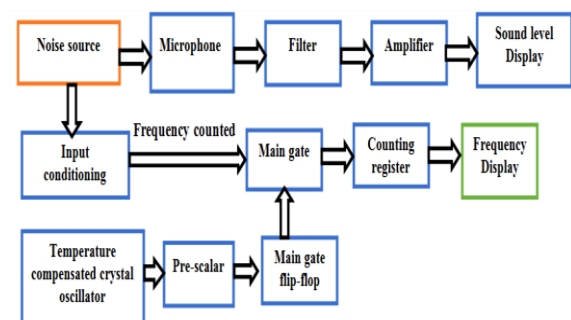 Noise source
Microphone
Filter
Amplifier
Sound level
Display
Frequency counted
Input
conditioning
Main gate
Counting
register
Frequency
Display
Temperature
compensated crystal
oscillator
Pre-scalar
Main gate
flip-flop